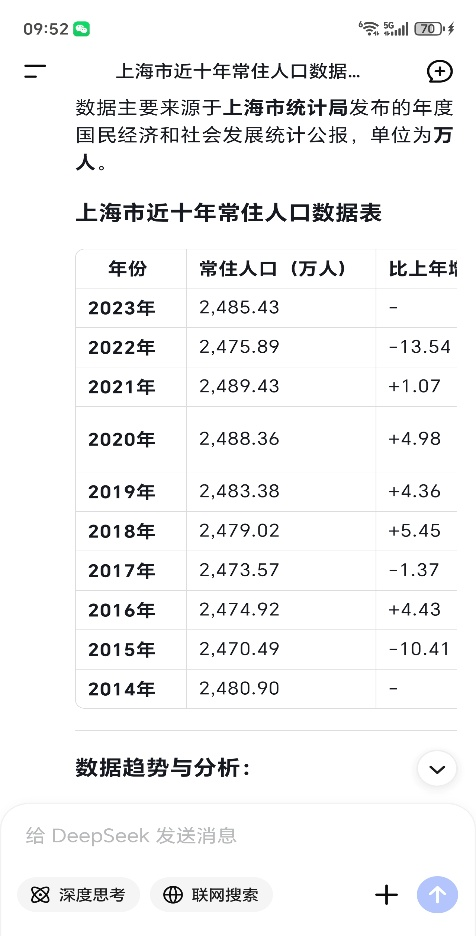 09:52 6 5G 70
上海市近十年常住人口数据...
数据主要来源于上海市统计局发布的年度
国民经济和社会发展统计公报，单位为万
人。
上海市近十年常住人口数据表
年份 常住人口（万人） 比上年增
2023年 2,485.43 -
2022年 2,475.89 -13.54
2021年 2,489.43 +1.07
2020年 2,488.36 +4.98
2019年 2,483.38 +4.36
2018年 2,479.02 +5.45
2017年 2,473.57 -1.37
2016年 2,474.92 +4.43
2015年 2,470.49 -10.41
2014年 2,480.90 -
数据趋势与分析：
给 DeepSeek 发送消息
深度思考 联网搜索